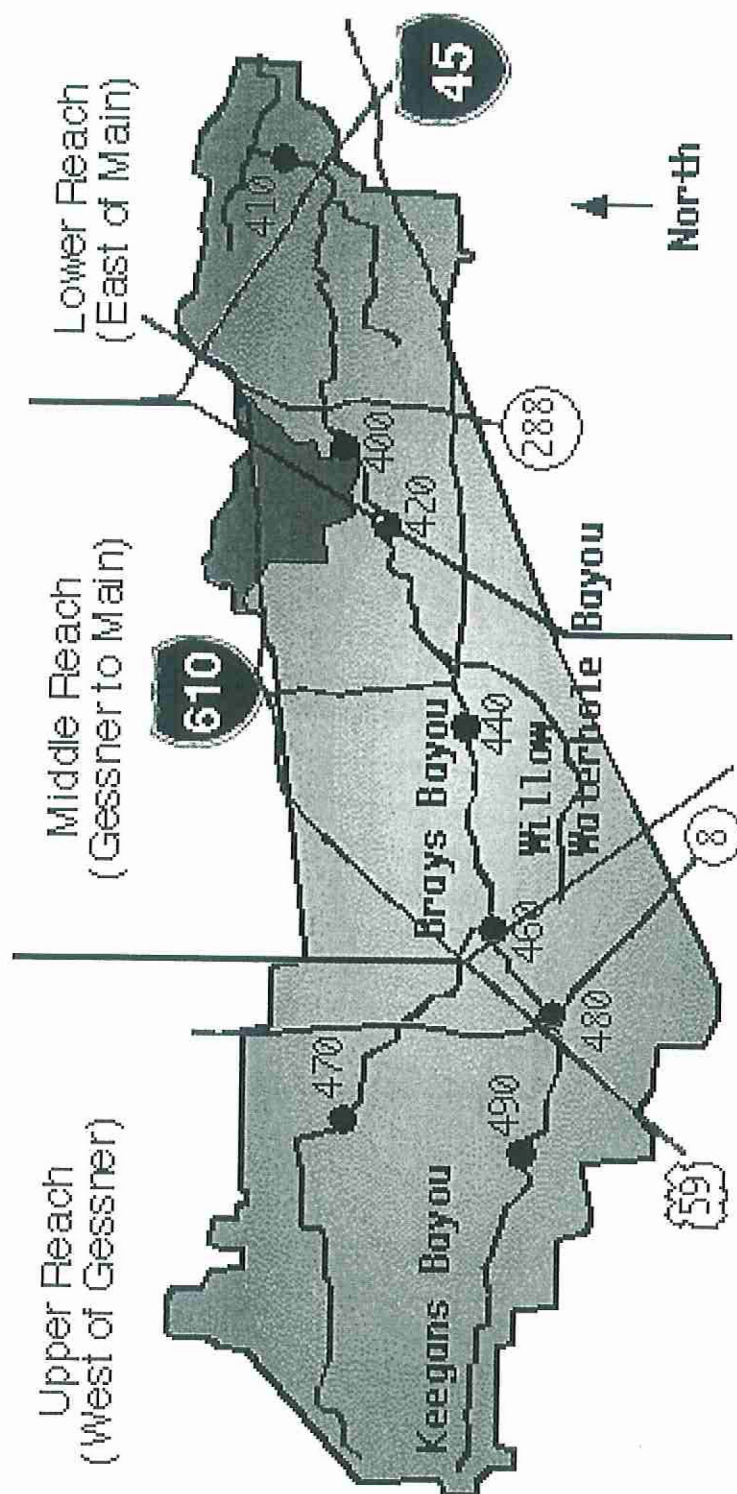 Upper Reach
(West of Gessner)
Middle Reach
(Gessner to Main)
Lower Reach
(East of Main)
610
45
410
470
400
420
Brays Bayou
440
490
460
Keegans Bayou
480
Willow
Waterhole Bayou
288
8
59
North